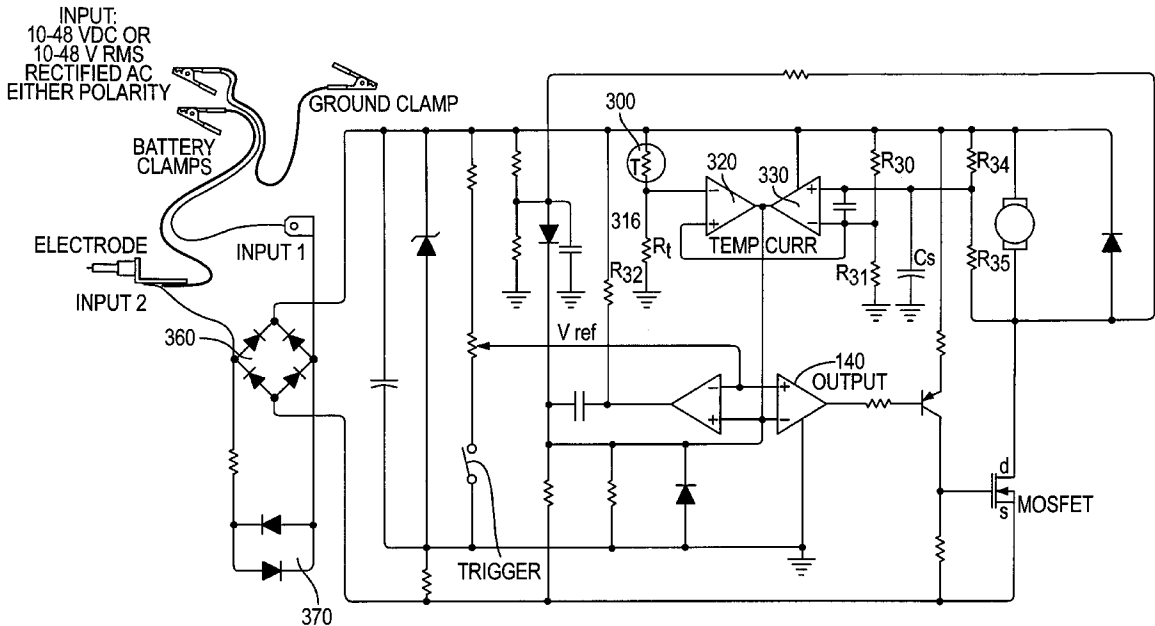 INPUT:
10-48 VDC OR
10-48 V RMS
RECTIFIED AC
EITHER POLARITY
GROUND CLAMP
BATTERY
CLAMPS
ELECTRODE
INPUT 1
INPUT 2
360
370
300
T
316
Rt
R32
320
330
TEMP CURR
- + + -
R30
R31
Cs
R34
R35
V ref
140
OUTPUT
- + + -
TRIGGER
d
s
MOSFET